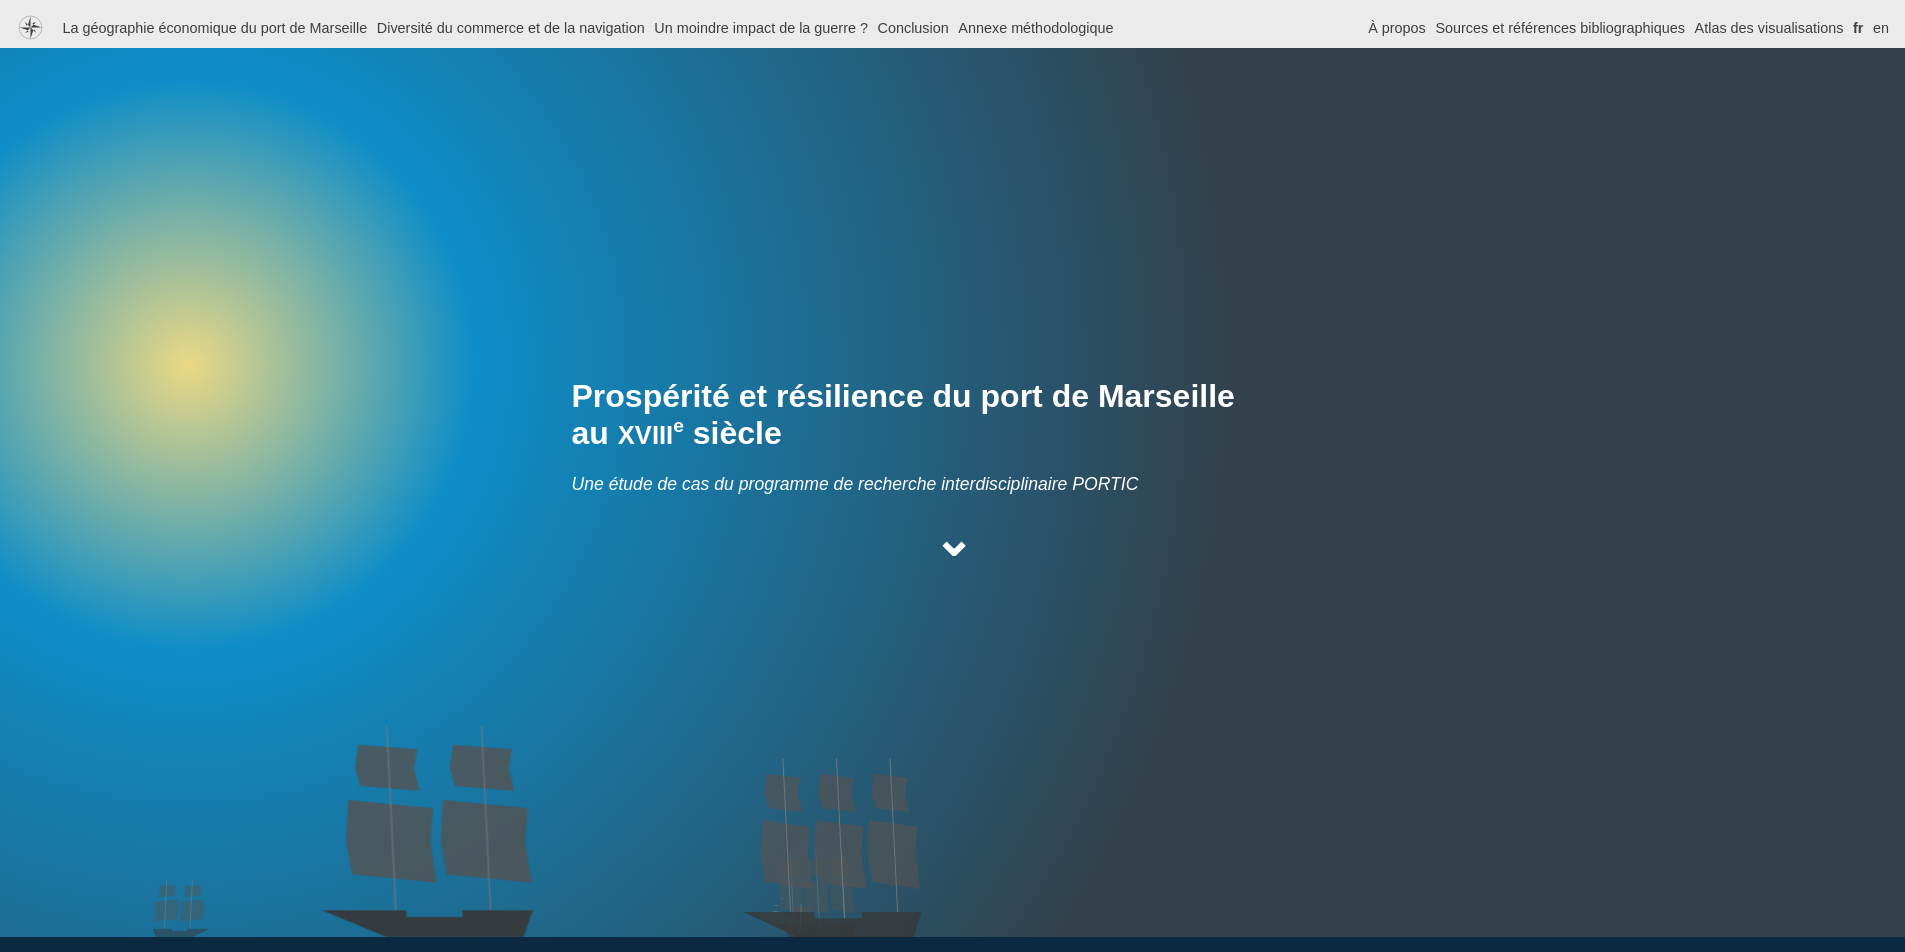 La géographie économique du port de Marseille Diversité du commerce et de la navigation Un moindre impact de la guerre ? Conclusion Annexe méthodologique À propos Sources et références bibliographiques Atlas des visualisations fr en
Prospérité et résilience du port de Marseille
au XVIIIe siècle
Une étude de cas du programme de recherche interdisciplinaire PORTIC